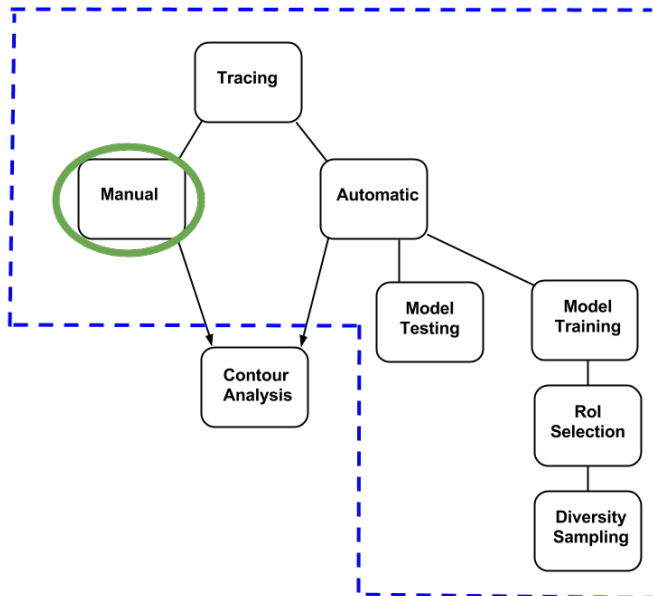 Tracing
Manual
Automatic
Model
Testing
Model
Training
Contour
Analysis
RoI
Selection
Diversity
Sampling